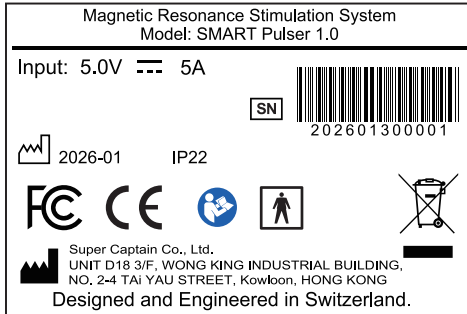 Magnetic Resonance Stimulation System
Model: SMART Pulser 1.0
Input: 5.0V 5A
SN
202601300001
2026-01 IP22
FC CE
Super Captain Co., Ltd.
UNIT D18 3/F, WONG KING INDUSTRIAL BUILDING,
NO. 2-4 TAi YAU STREET, Kowloon, HONG KONG
Designed and Engineered in Switzerland.